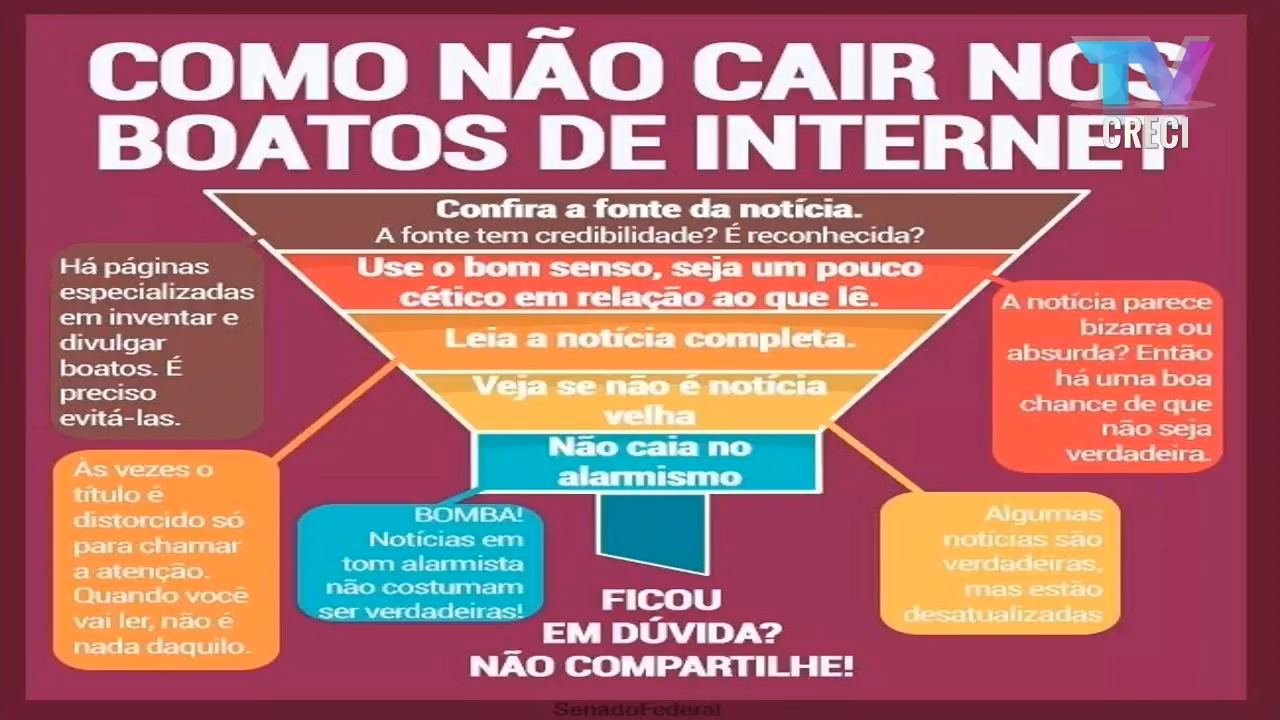 COMO NÃO CAIR NOS
BOATOS DE INTERNET
TV
CRECI
Confira a fonte da notícia.
A fonte tem credibilidade? É reconhecida?
Use o bom senso, seja um pouco
cético em relação ao que lê.
Leia a notícia completa.
Veja se não é notícia
velha
Não caia no
alarmismo
Há páginas
especializadas
em inventar e
divulgar
boatos. É
preciso
evitá-las.
A notícia parece
bizarra ou
absurda? Então
há uma boa
chance de que
não seja
verdadeira.
Às vezes o
título é
distorcido só
para chamar
a atenção.
Quando você
vai ler, não é
nada daquilo.
BOMBA!
Notícias em
tom alarmista
não costumam
ser verdadeiras!
Algumas
notícias são
verdadeiras,
mas estão
desatualizadas
FICOU
EM DÚVIDA?
NÃO COMPARTILHE!
SenadoFederal